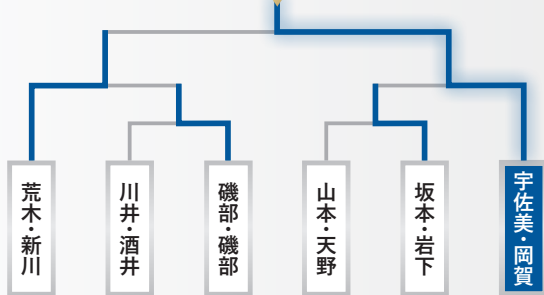 荒木・新川
川井・酒井
磯部・磯部
山本・天野
坂本・岩下
宇佐美・岡賀